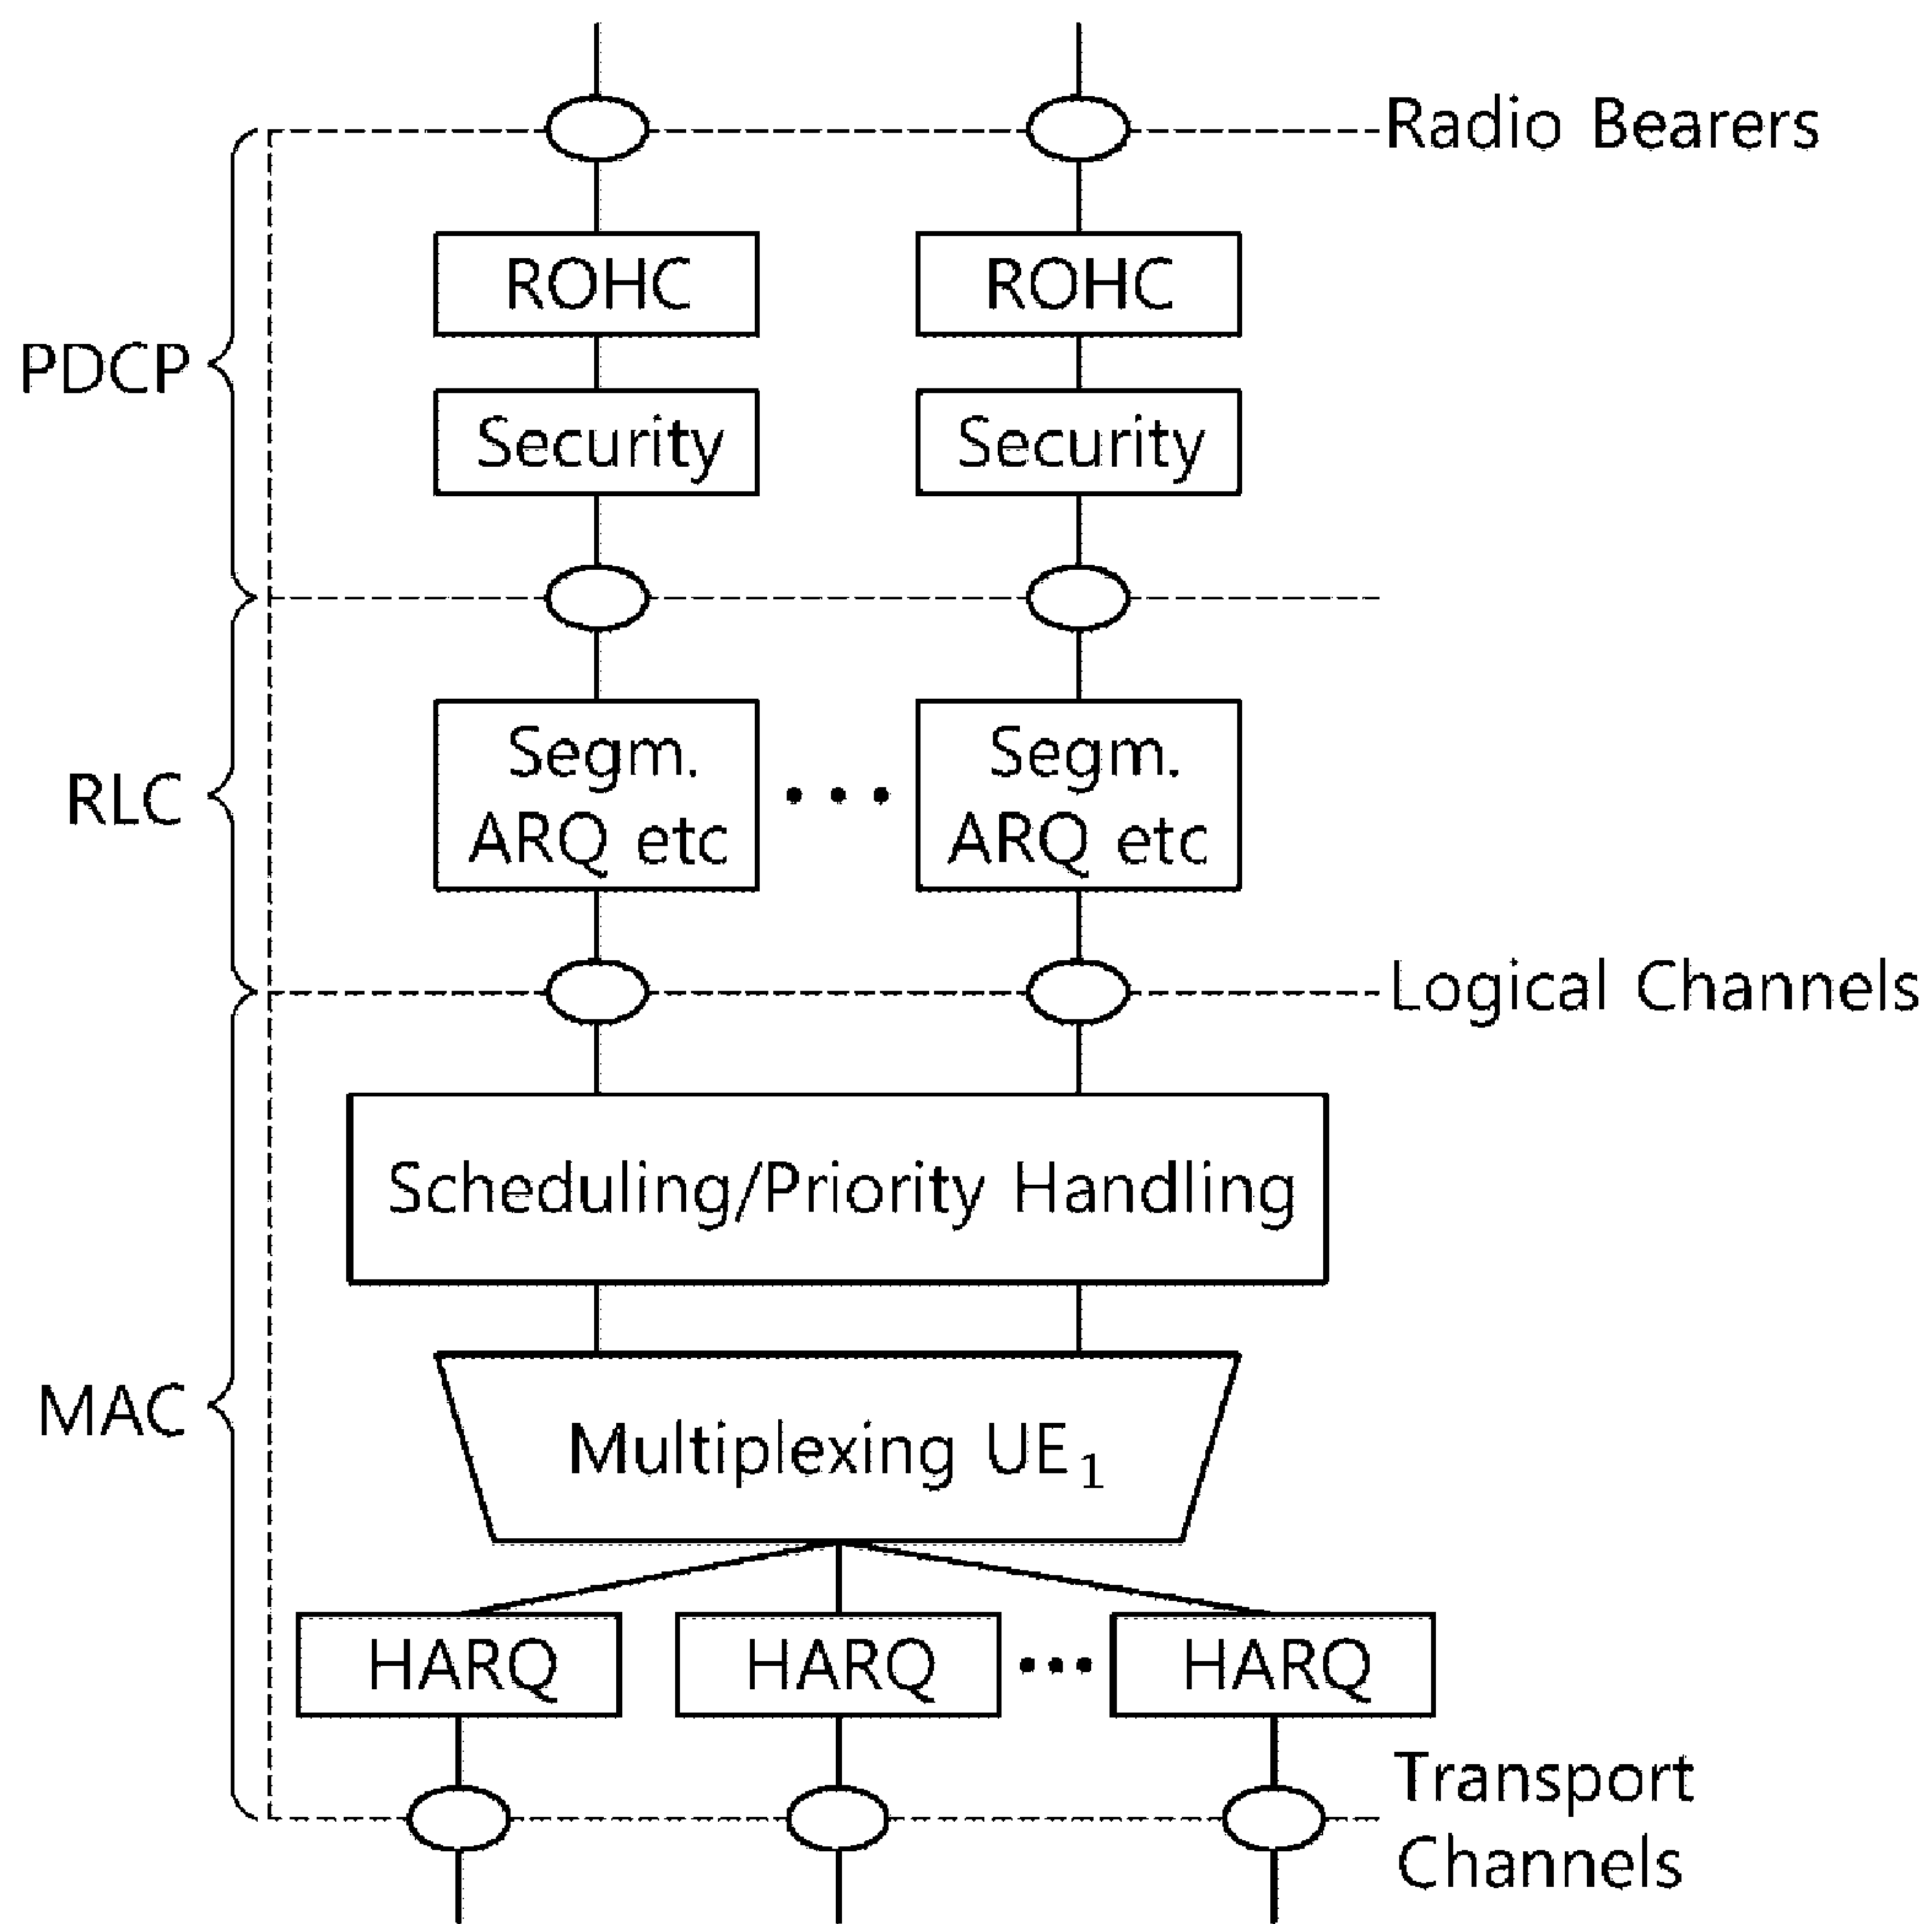 Radio Bearers
ROHC ROHC
PDCP
Security Security
Segm. Segm.
RLC
ARQ etc ARQ etc
Logical Channels
Scheduling/Priority Handling
MAC
Multiplexing UE1
HARQ HARQ HARQ
Transport
Channels